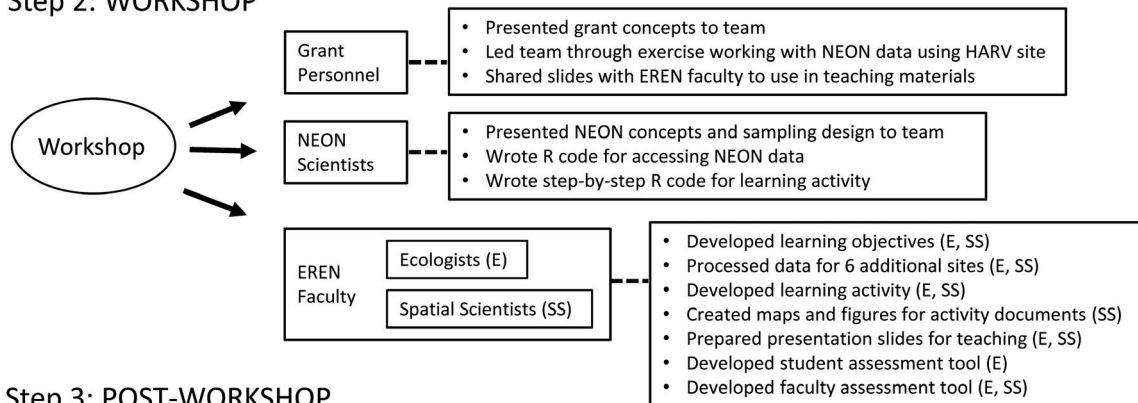 Step 2: WORKSHOP
Grant
Personnel
• Presented grant concepts to team
• Led team through exercise working with NEON data using HARV site
• Shared slides with EREN faculty to use in teaching materials
Workshop
NEON
Scientists
• Presented NEON concepts and sampling design to team
• Wrote R code for accessing NEON data
• Wrote step-by-step R code for learning activity
EREN
Faculty
Ecologists (E)
Spatial Scientists (SS)
• Developed learning objectives (E, SS)
• Processed data for 6 additional sites (E, SS)
• Developed learning activity (E, SS)
• Created maps and figures for activity documents (SS)
• Prepared presentation slides for teaching (E, SS)
• Developed student assessment tool (E)
• Developed faculty assessment tool (E, SS)
Step 3: POST-WORKSHOP